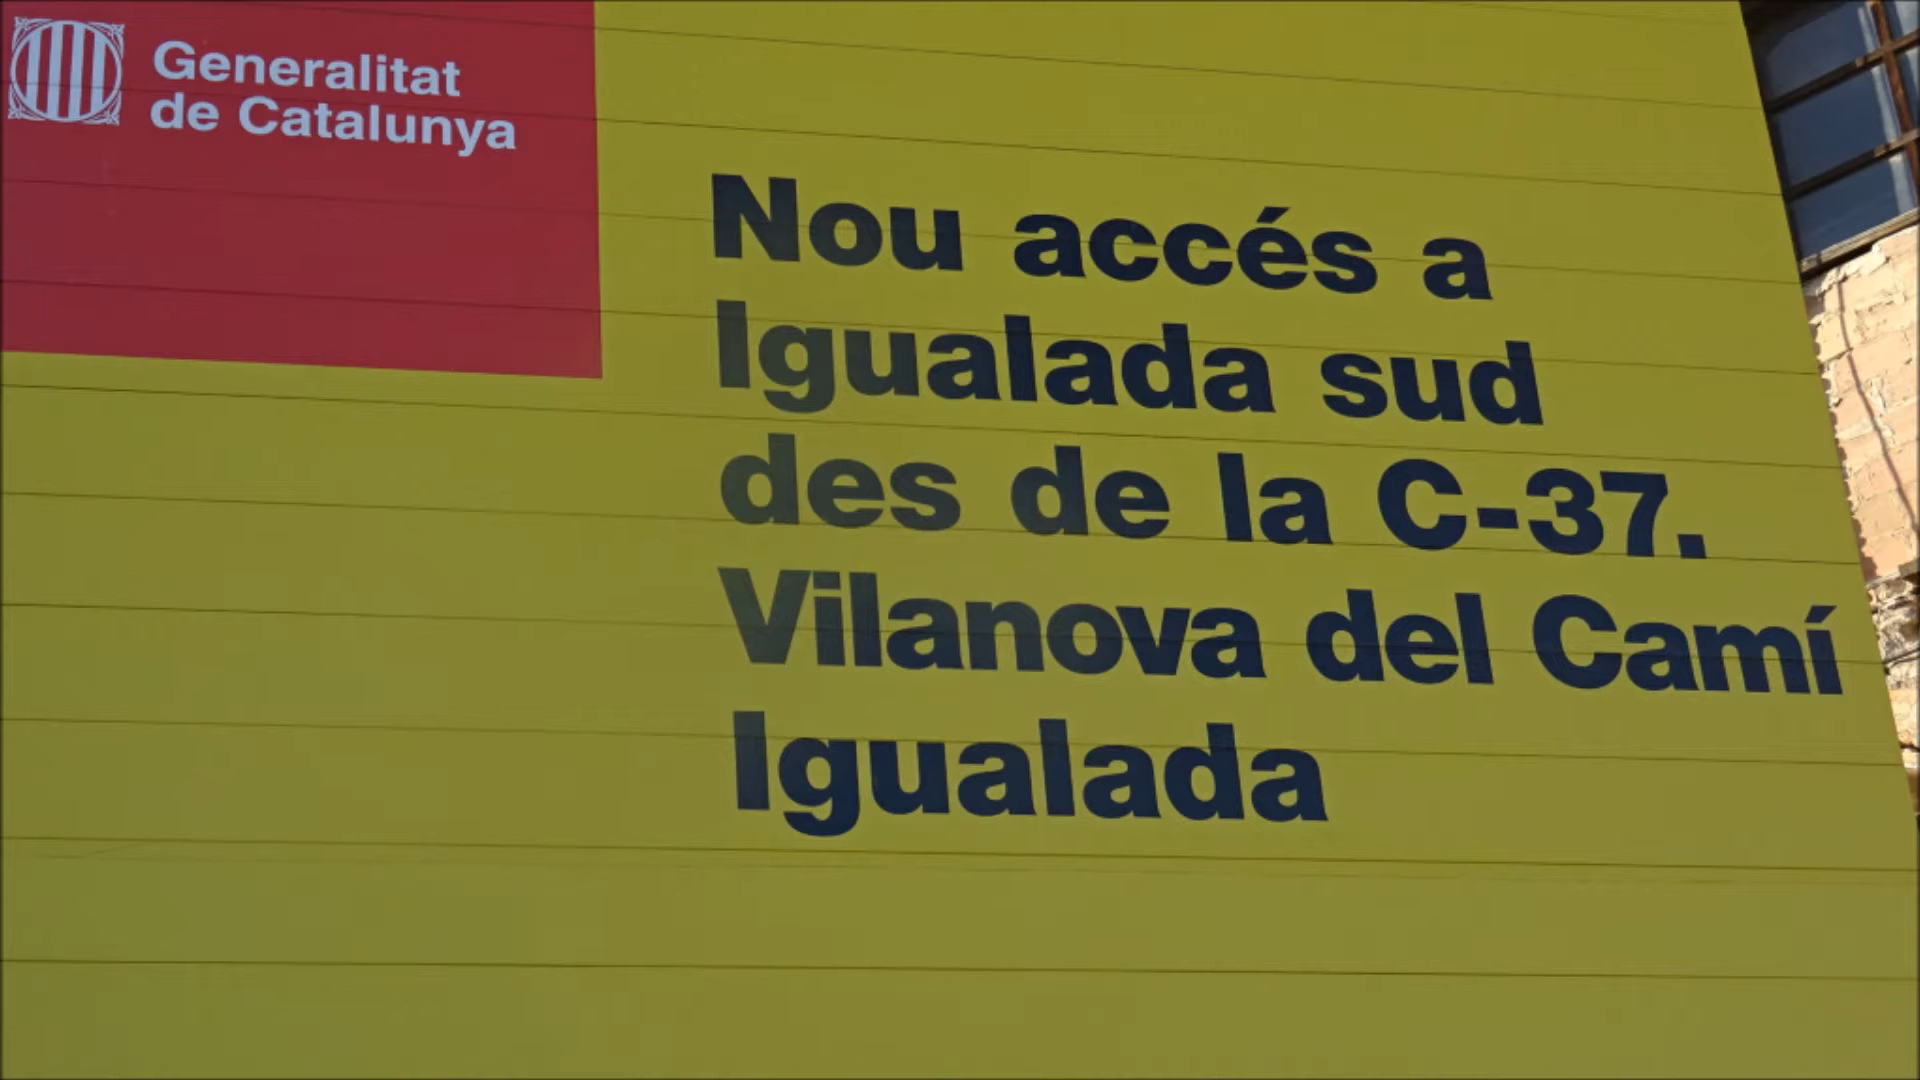 Generalitat
de Catalunya
Nou accés a
Igualada sud
des de la C-37.
Vilanova del Camí
Igualada